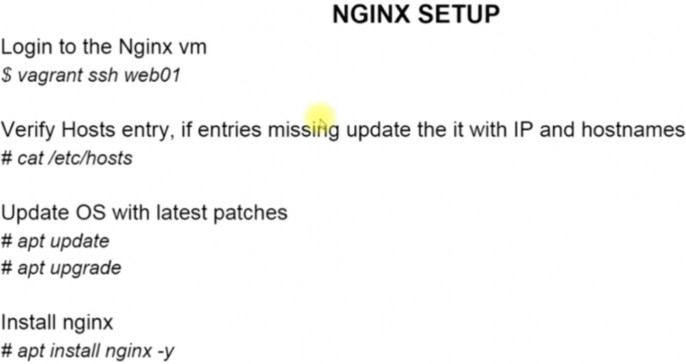 NGINX SETUP
Login to the Nginx vm
$ vagrant ssh web01
Verify Hosts entry, if entries missing update the it with IP and hostnames
# cat /etc/hosts
Update OS with latest patches
# apt update
# apt upgrade
Install nginx
# apt install nginx -y